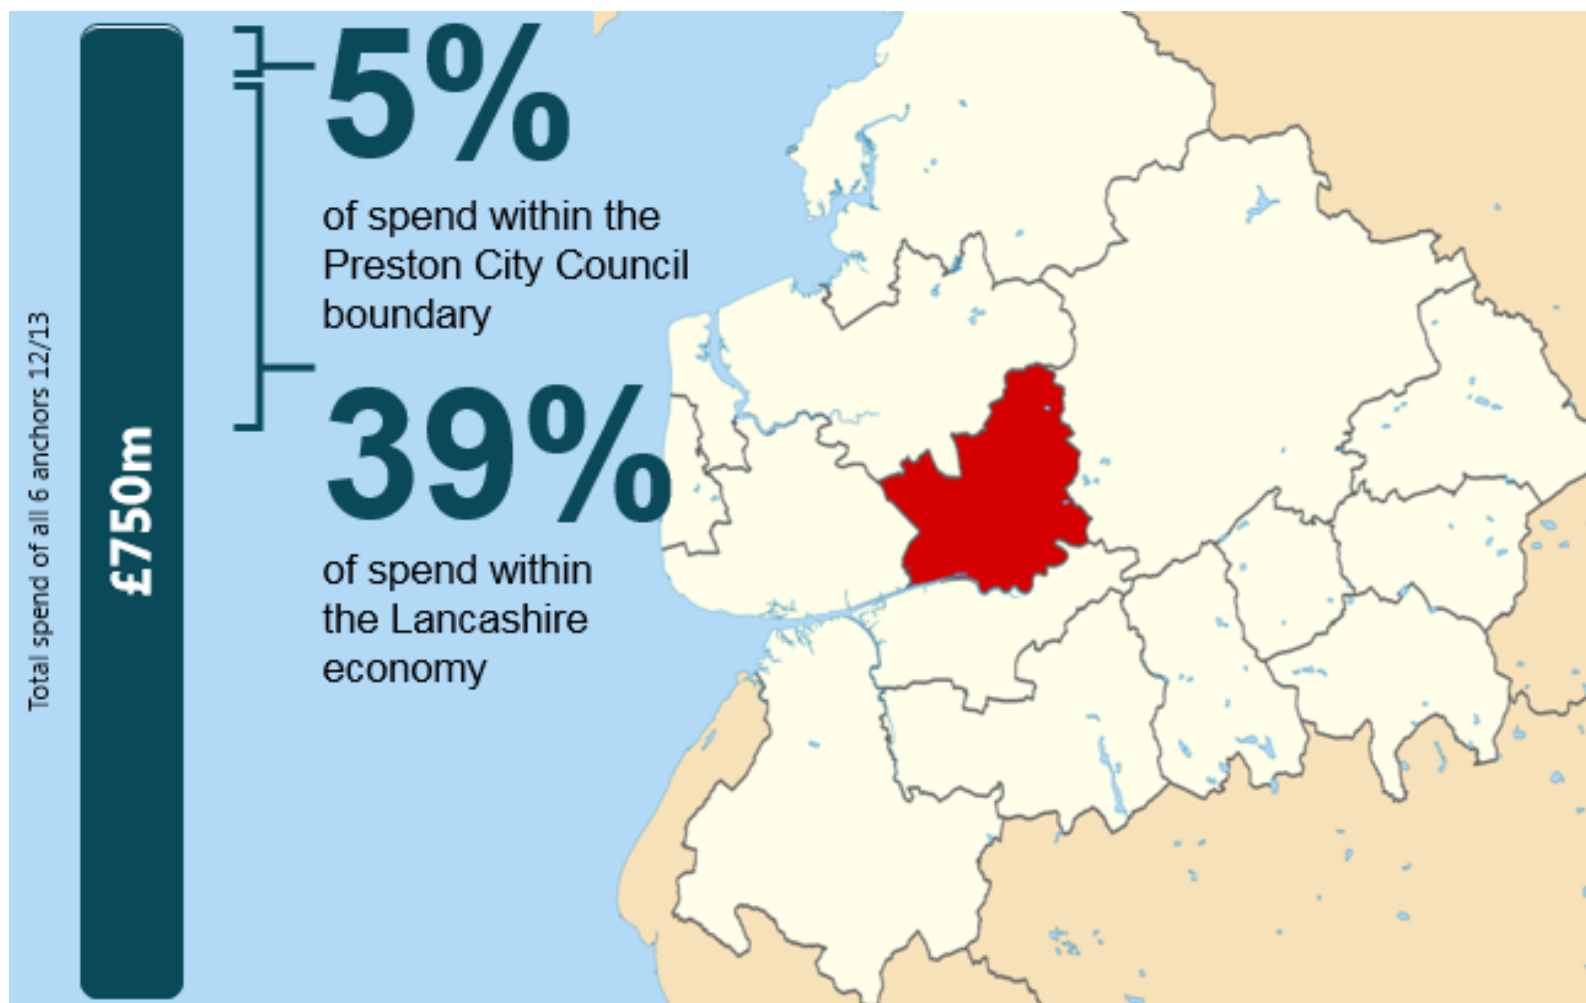 Total spend of all 6 anchors 12/13
£750m
5%
of spend within the
Preston City Council
boundary
39%
of spend within
the Lancashire
economy